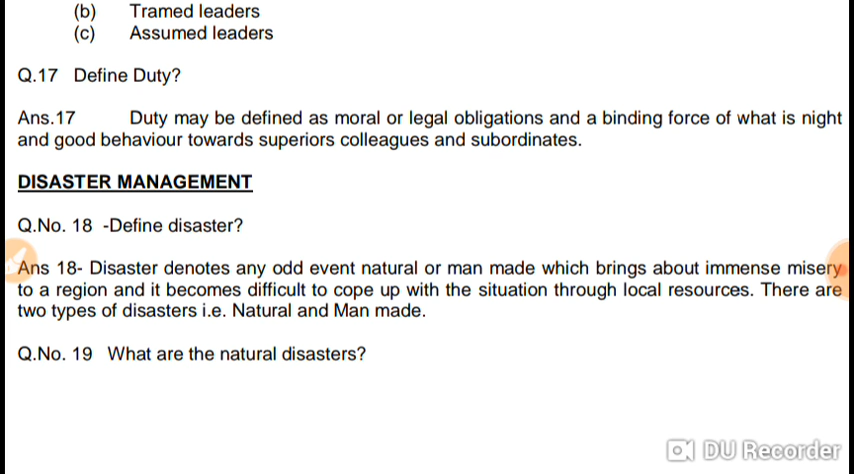 (b) Tramed leaders
(c) Assumed leaders
Q.17 Define Duty?
Ans.17 Duty may be defined as moral or legal obligations and a binding force of what is night
and good behaviour towards superiors colleagues and subordinates.
DISASTER MANAGEMENT
Q.No. 18 -Define disaster?
Ans 18- Disaster denotes any odd event natural or man made which brings about immense misery
to a region and it becomes difficult to cope up with the situation through local resources. There are
two types of disasters i.e. Natural and Man made.
Q.No. 19 What are the natural disasters?
DU Recorder